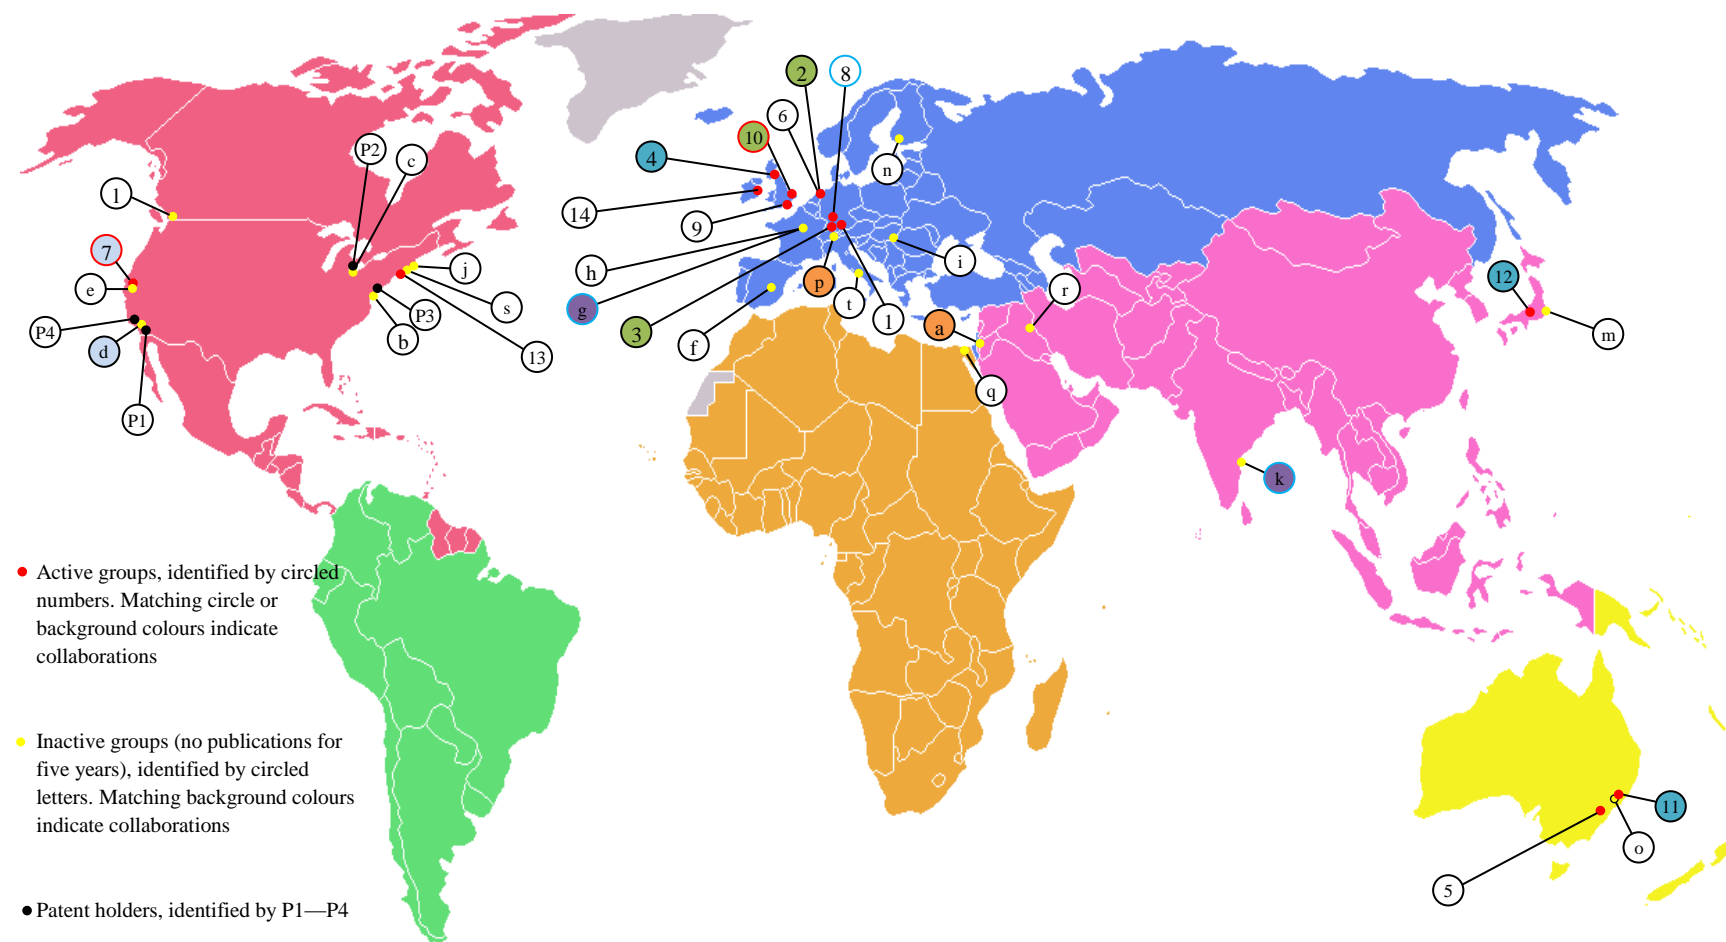 2
8
6
P2
10
c
4
n
1
14
9
7
j
h
i
12
e
p
r
s
t
g
P3
1
a
P4
3
m
b
f
d
13
q
P1
k
Active groups, identified by circled
numbers. Matching circle or
background colours indicate
collaborations
Inactive groups (no publications for
five years), identified by circled
letters. Matching background colours
indicate collaborations
11
o
5
Patent holders, identified by P1—P4